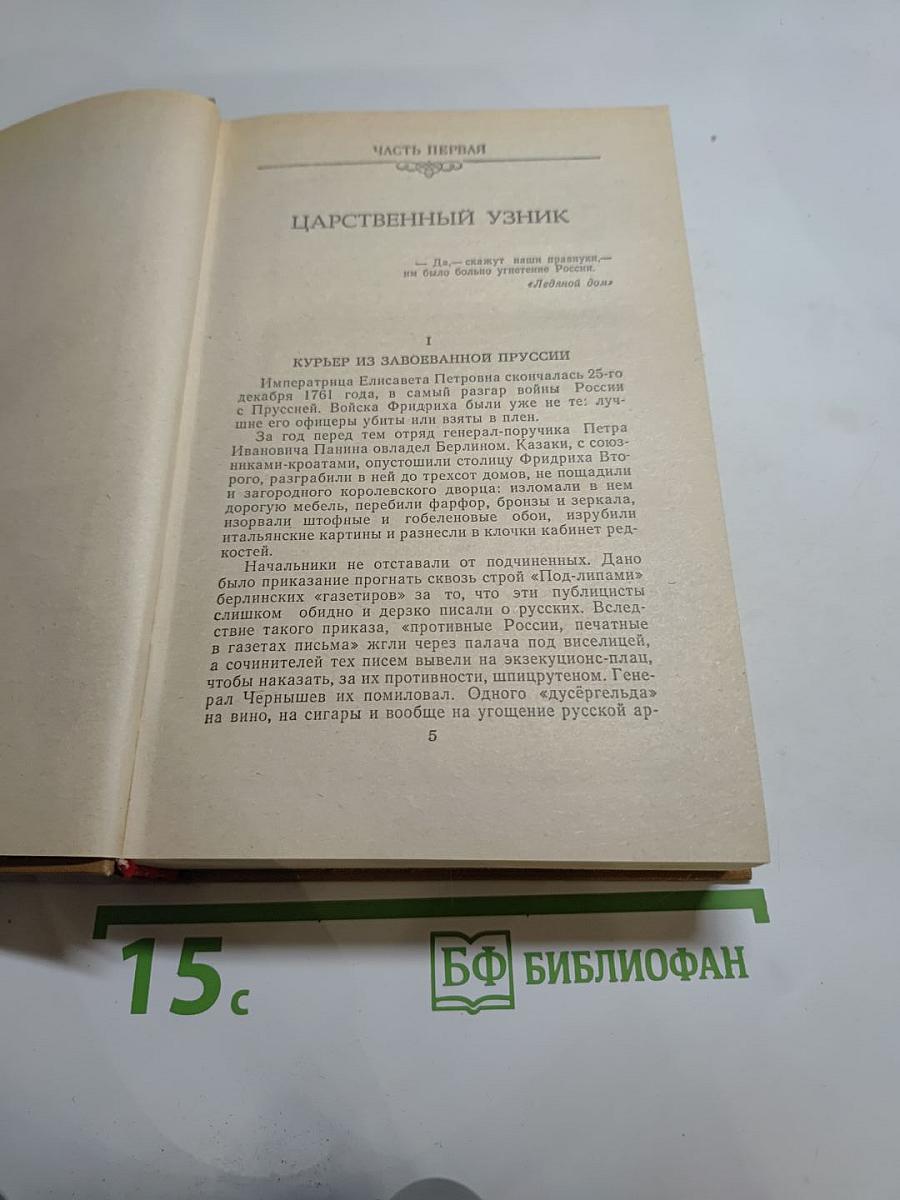 ЧАСТЬ ПЕРВАЯ
ЦАРСТВЕННЫЙ УЗНИК
— Да,— скажут наши правнуки,—
им было больно угнетение России.
«Ледяной дом»
I
КУРЬЕР ИЗ ЗАВОЕВАННОЙ ПРУССИИ
Императрица Елисавета Петровна скончалась 25-го
декабря 1761 года, в самый разгар войны России
с Пруссией. Войска Фридриха были уже не те: луч-
шие его офицеры убиты или взяты в плен.
За год перед тем отряд генерал-поручика Петра
Ивановича Панина овладел Берлином. Казаки, с союз-
никами-кроатами, опустошили столицу Фридриха Вто-
рого, разграбили в ней до трехсот домов, не пощадили
и загородного королевского дворца: изломали в нем
дорогую мебель, перебили фарфор, бронзы и зеркала,
изорвали штофные и гобеленовые обои, изрубили
итальянские картины и разнесли в клочки кабинет ред-
костей.
Начальники не отставали от подчиненных. Дано
было приказание прогнать сквозь строй «Под-липами»
берлинских «газетиров» за то, что эти публицисты
слишком обидно и дерзко писали о русских. Вслед-
ствие такого приказа, «противные России, печатные
в газетах письма» жгли через палача под виселицей,
а сочинителей тех писем вывели на экзекуционс-плац,
чтобы наказать, за их противности, шпицрутеном. Гене-
рал Чернышев их помиловал. Одного «дусёргельда»
на вино, на сигары и вообще на угощение русской ар-
5
15 с
БФ БИБЛИОФАН